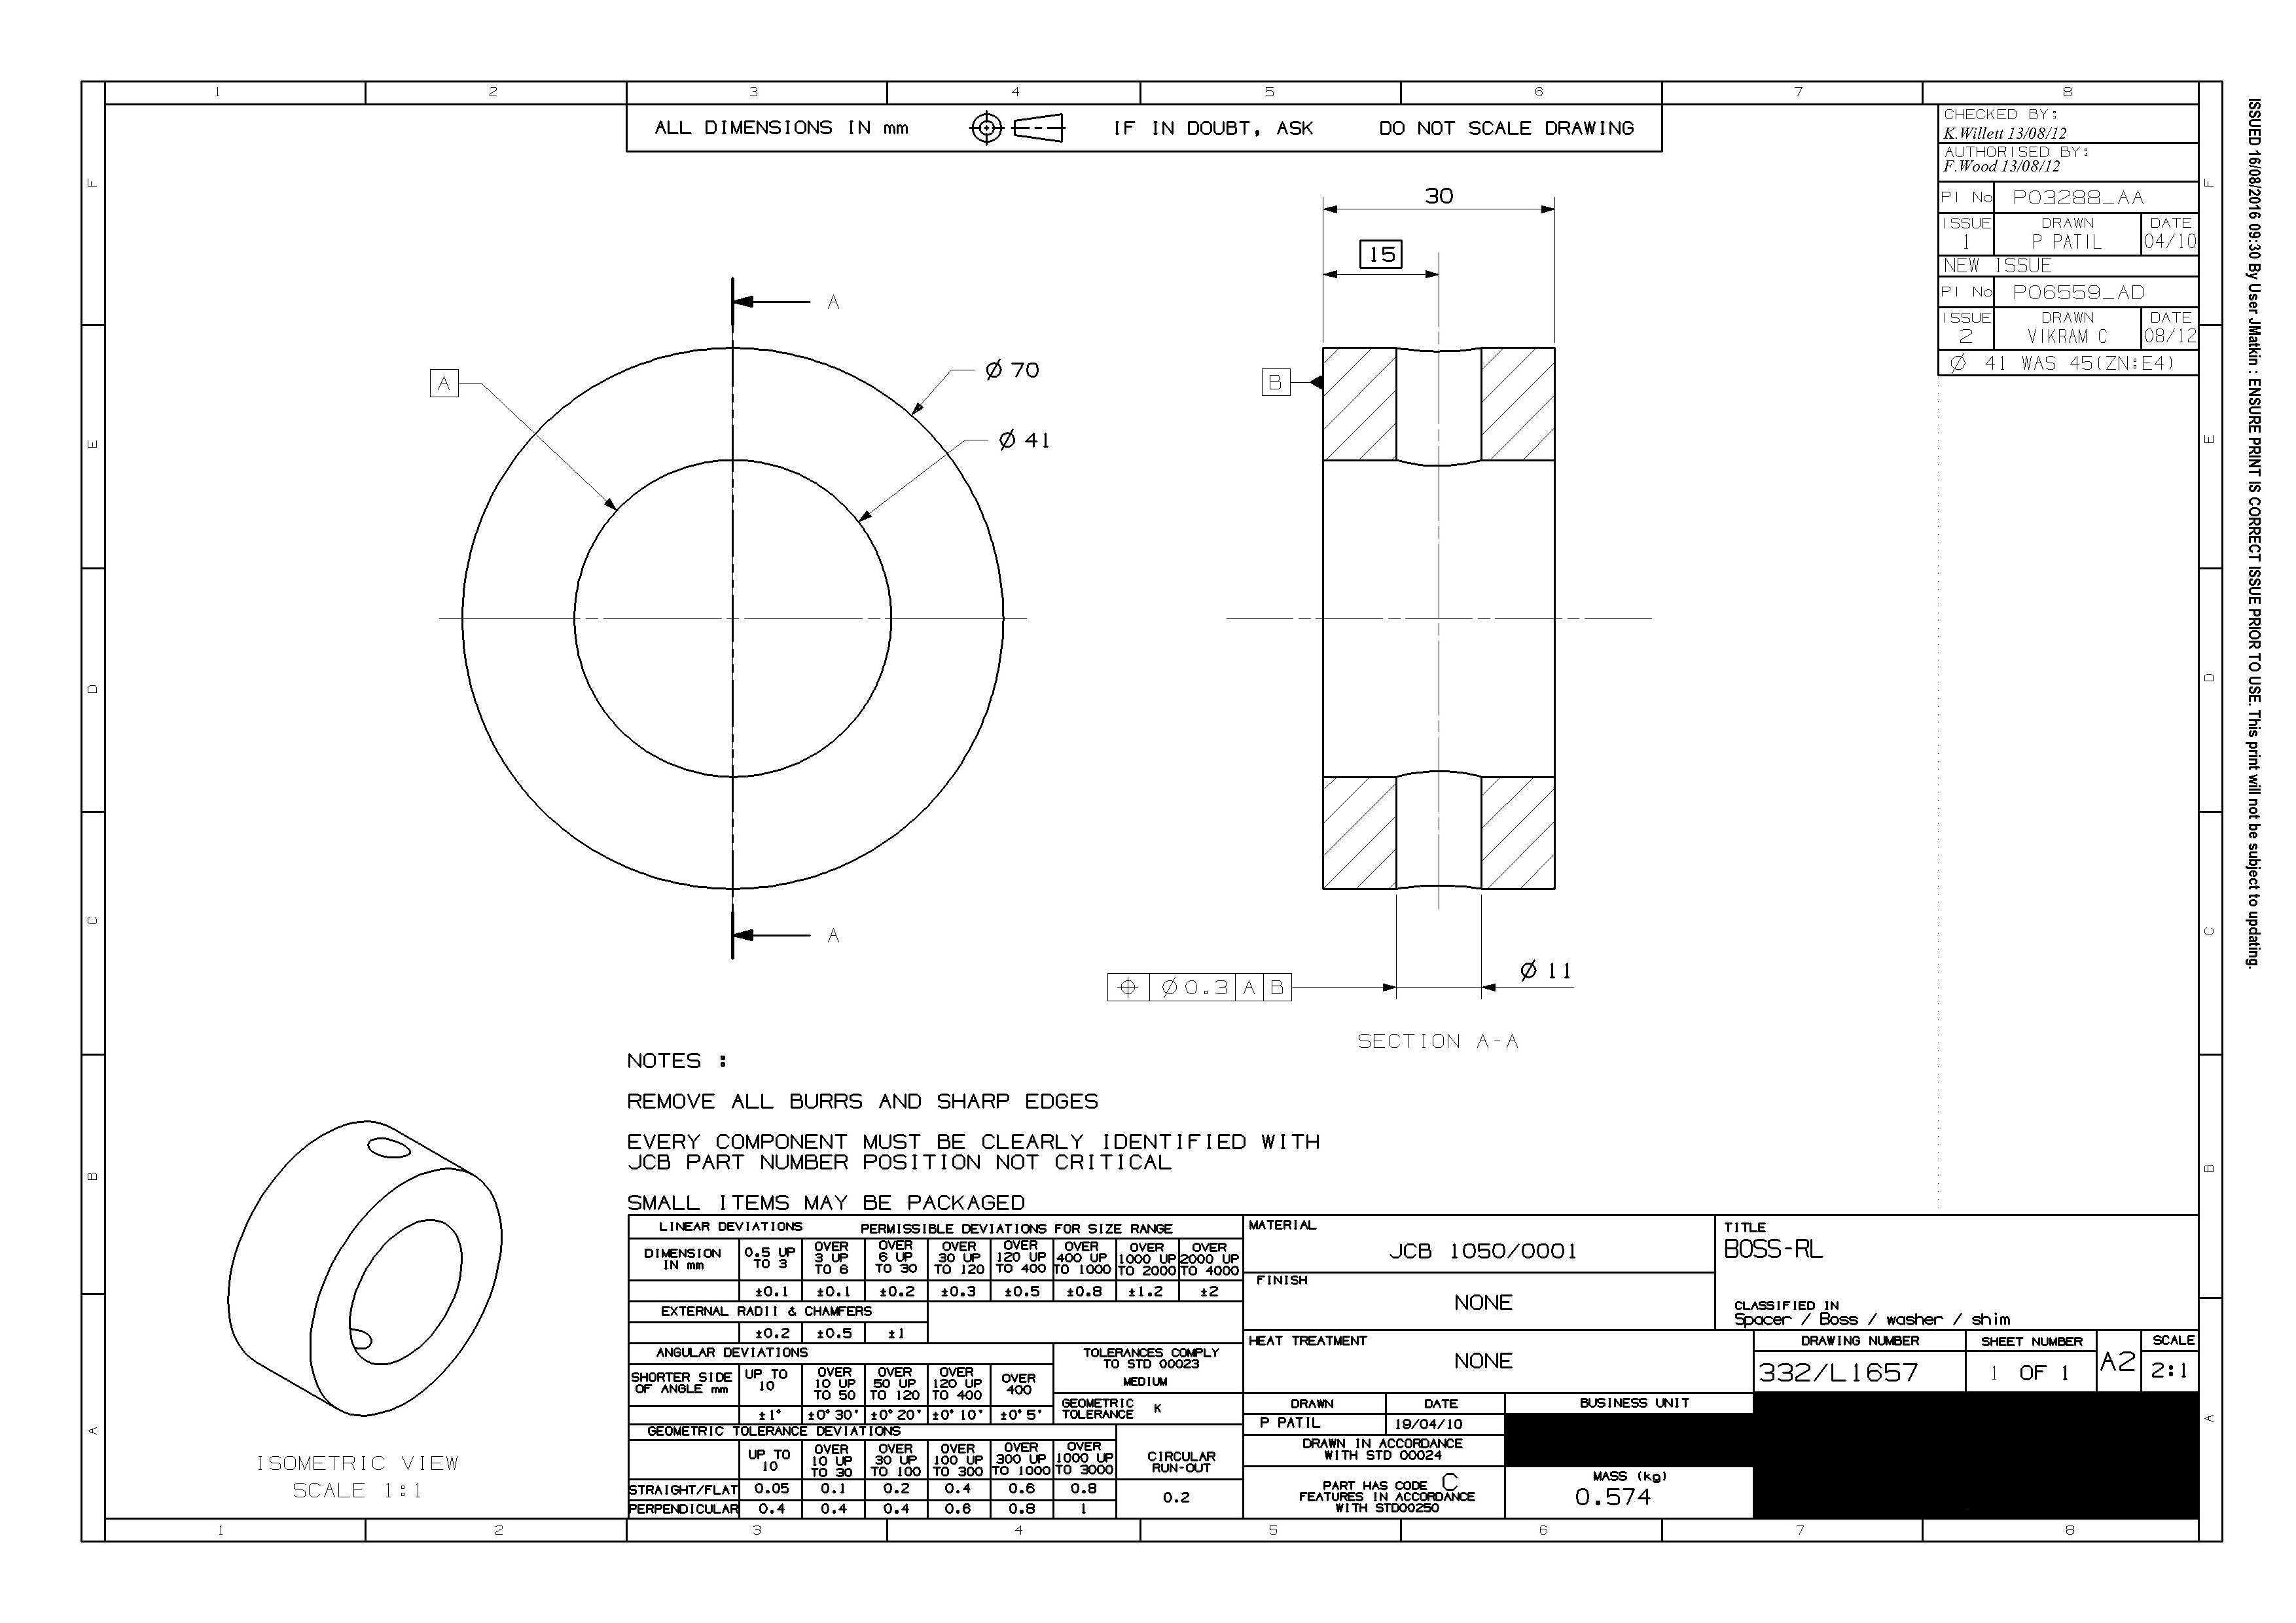 1 2 3 4 5 6 7 8
ALL DIMENSIONS IN mm IF IN DOUBT, ASK DO NOT SCALE DRAWING
CHECKED BY:
K.Willett 13/08/12
AUTHORISED BY:
F.Wood 13/08/12
PI No P03288_AA
ISSUE DRAWN DATE
1 P PATIL 04/10
NEW ISSUE
PI No P06559_AD
ISSUE DRAWN DATE
2 VIKRAM C 08/12
Ø 41 WAS 45(ZN:E4)
ISSUED 16/08/2016 09:30 By User JMatkin : ENSURE PRINT IS CORRECT ISSUE PRIOR TO USE. This print will not be subject to updating.
F
E
D
C
B
A
F
E
D
C
B
A
A
A
Ø 70
Ø 41
A
30
15
B
Ø 11
Ø 0.3 A B
SECTION A-A
NOTES :
REMOVE ALL BURRS AND SHARP EDGES
EVERY COMPONENT MUST BE CLEARLY IDENTIFIED WITH
JCB PART NUMBER POSITION NOT CRITICAL
SMALL ITEMS MAY BE PACKAGED
ISOMETRIC VIEW
SCALE 1:1
LINEAR DEVIATIONS PERMISSIBLE DEVIATIONS FOR SIZE RANGE
DIMENSION IN mm 0.5 UP TO 3 OVER 3 UP TO 6 OVER 6 UP TO 30 OVER 30 UP TO 120 OVER 120 UP TO 400 OVER 400 UP TO 1000 OVER 1000 UP TO 2000 OVER 2000 UP TO 4000
±0.1 ±0.1 ±0.2 ±0.3 ±0.5 ±0.8 ±1.2 ±2
EXTERNAL RADII & CHAMFERS
±0.2 ±0.5 ±1
ANGULAR DEVIATIONS
SHORTER SIDE OF ANGLE mm UP TO 10 OVER 10 UP TO 50 OVER 50 UP TO 120 OVER 120 UP TO 400 OVER 400
±1° ±0°30' ±0°20' ±0°10' ±0°5'
TOLERANCES COMPLY
TO STD 00023
MEDIUM
GEOMETRIC TOLERANCE K
GEOMETRIC TOLERANCE DEVIATIONS
UP TO 10 OVER 10 UP TO 30 OVER 30 UP TO 100 OVER 100 UP TO 300 OVER 300 UP TO 1000 OVER 1000 UP TO 3000
STRAIGHT/FLAT 0.05 0.1 0.2 0.4 0.6 0.8
PERPENDICULAR 0.4 0.4 0.4 0.6 0.8 1
CIRCULAR
RUN-OUT
0.2
MATERIAL
JCB 1050/0001
FINISH
NONE
HEAT TREATMENT
NONE
TITLE
BOSS-RL
CLASSIFIED IN
Spacer / Boss / washer / shim
DRAWING NUMBER SHEET NUMBER A2 SCALE
332/L1657 1 OF 1 2:1
DRAWN DATE BUSINESS UNIT
P PATIL 19/04/10
DRAWN IN ACCORDANCE
WITH STD 00024
PART HAS CODE C
FEATURES IN ACCORDANCE
WITH STD00250
MASS (kg)
0.574
1 2 3 4 5 6 7 8